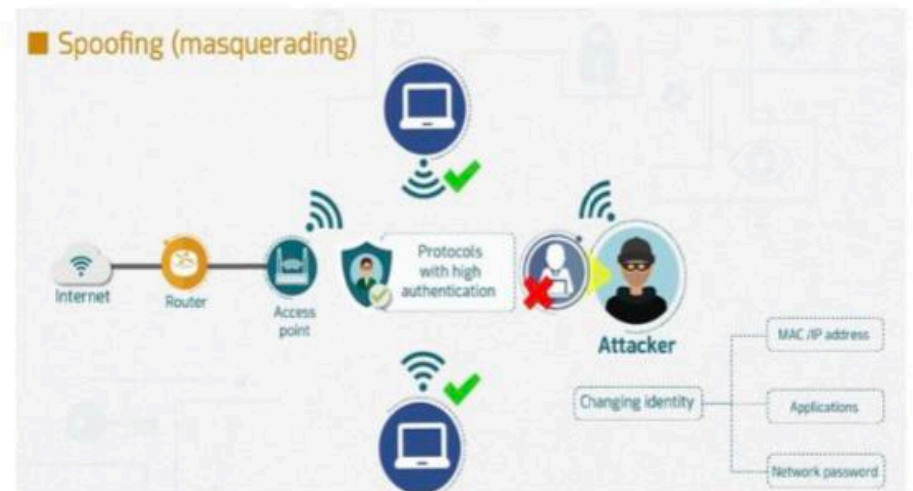 Spoofing (masquerading)
Internet
Router
Access
point
Protocols
with high
authentication
Attacker
Changing identity
MAC /IP address
Applications
Network password